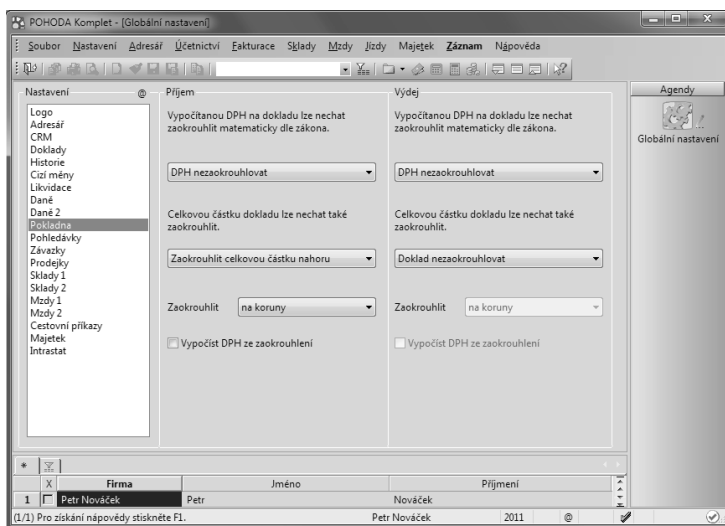 POHODA Komplet - [Globální nastavení]
Soubor Nastavení Adresář Účetnictví Fakturace Sklady Mzdy Jízdy Majetek Záznam Nápověda
Nastavení @
Logo
Adresář
CRM
Doklady
Historie
Cizí měny
Likvidace
Daně
Daně 2
Pokladna
Pohledávky
Závazky
Prodejky
Sklady 1
Sklady 2
Mzdy 1
Mzdy 2
Cestovní příkazy
Majetek
Intrastat
Příjem
Vypočítanou DPH na dokladu lze nechat
zaokrouhlit matematicky dle zákona.
DPH nezaokrouhlovat
Celkovou částku dokladu lze nechat také
zaokrouhlit.
Zaokrouhlit celkovou částku nahoru
Zaokrouhlit na koruny
Vypočíst DPH ze zaokrouhlení
Výdej
Vypočítanou DPH na dokladu lze nechat
zaokrouhlit matematicky dle zákona.
DPH nezaokrouhlovat
Celkovou částku dokladu lze nechat také
zaokrouhlit.
Doklad nezaokrouhlovat
Zaokrouhlit na koruny
Vypočíst DPH ze zaokrouhlení
Agendy
Globální nastavení
*
X Firma Jméno Příjmení
1 Petr Nováček Petr Nováček
(1/1) Pro získání nápovědy stiskněte F1. Petr Nováček 2011 @